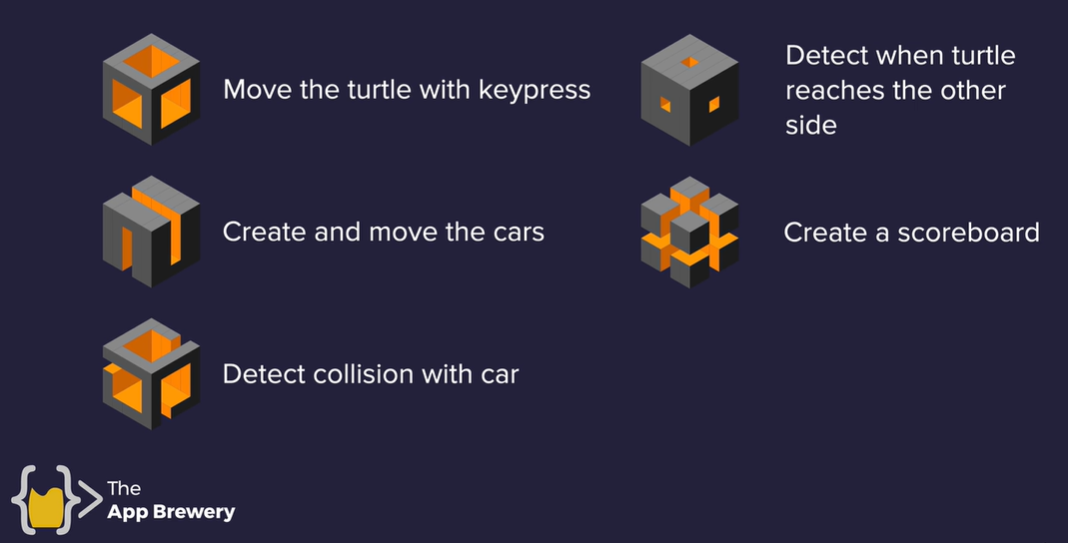 Move the turtle with keypress
Create and move the cars
Detect collision with car
Detect when turtle
reaches the other
side
Create a scoreboard
The
App Brewery